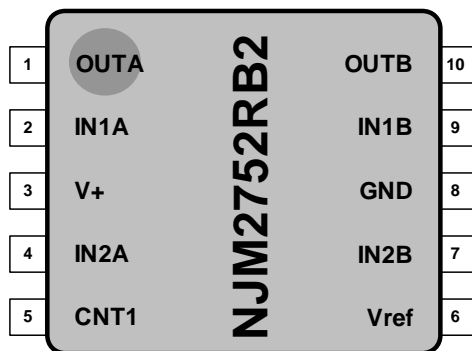 1 OUTA OUTB 10
2 IN1A IN1B 9
3 V+ GND 8
4 IN2A IN2B 7
5 CNT1 Vref 6
NJM2752RB2